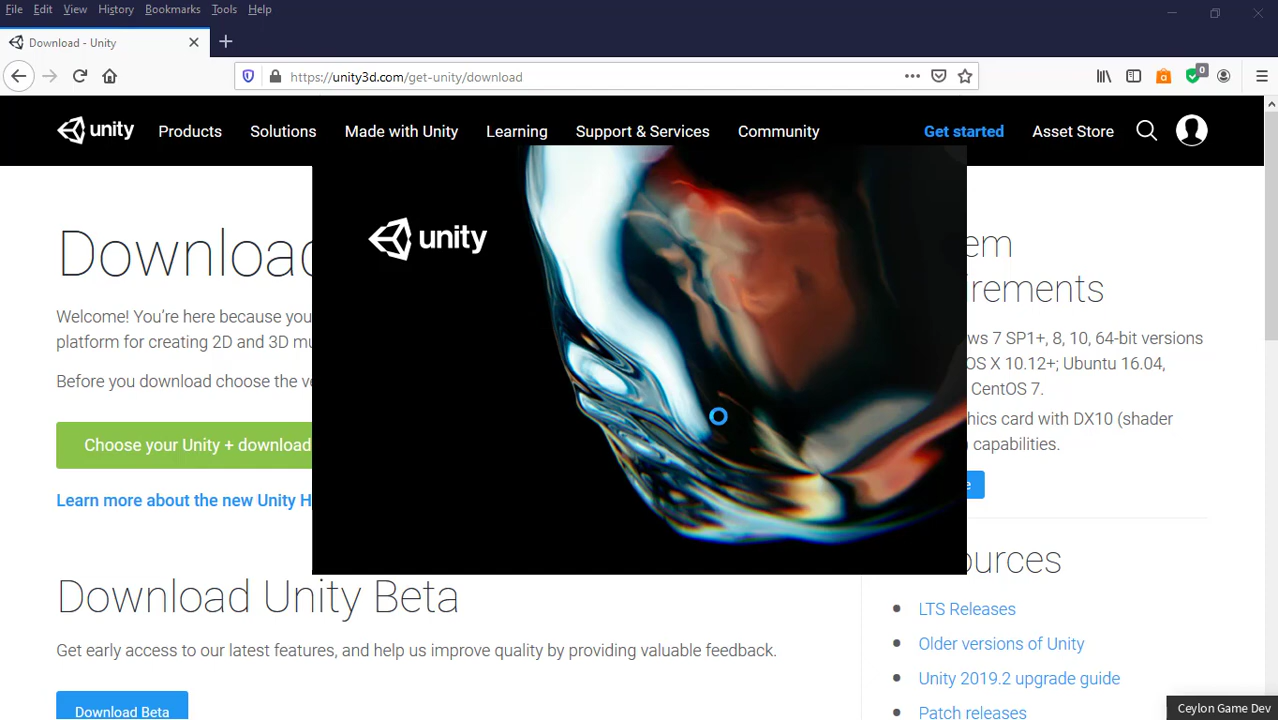 File Edit View History Bookmarks Tools Help
Download - Unity
https://unity3d.com/get-unity/download
0
unity Products Solutions Made with Unity Learning Support & Services Community Get started Asset Store
unity
Download
Welcome! You're here because you
platform for creating 2D and 3D mu
Before you download choose the ve
Choose your Unity + download
Learn more about the new Unity H
Download Unity Beta
Get early access to our latest features, and help us improve quality by providing valuable feedback.
Download Beta
em
rements
ws 7 SP1+, 8, 10, 64-bit versions
OS X 10.12+; Ubuntu 16.04,
CentOS 7.
hics card with DX10 (shader
capabilities.
e
ources
LTS Releases
Older versions of Unity
Unity 2019.2 upgrade guide
Patch releases
Ceylon Game Dev